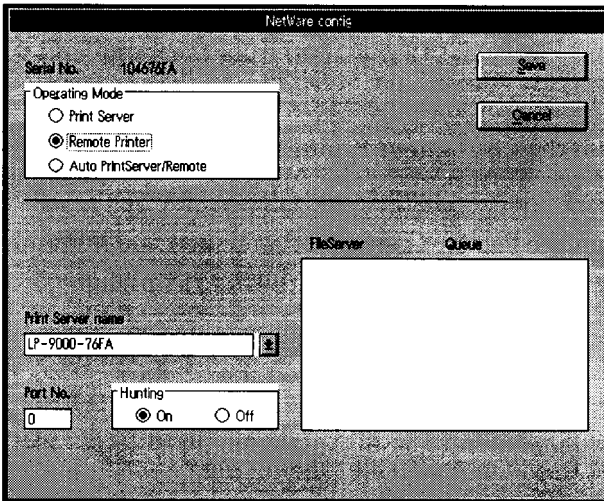 NetWare config
Serial No. 104676FA
Save
Operating Mode
Print Server
Cancel
Remote Printer
Auto PrintServer/Remote
FileServer Queue
Print Server name
LP-9000-76FA
Port No.
0
Hunting
On Off